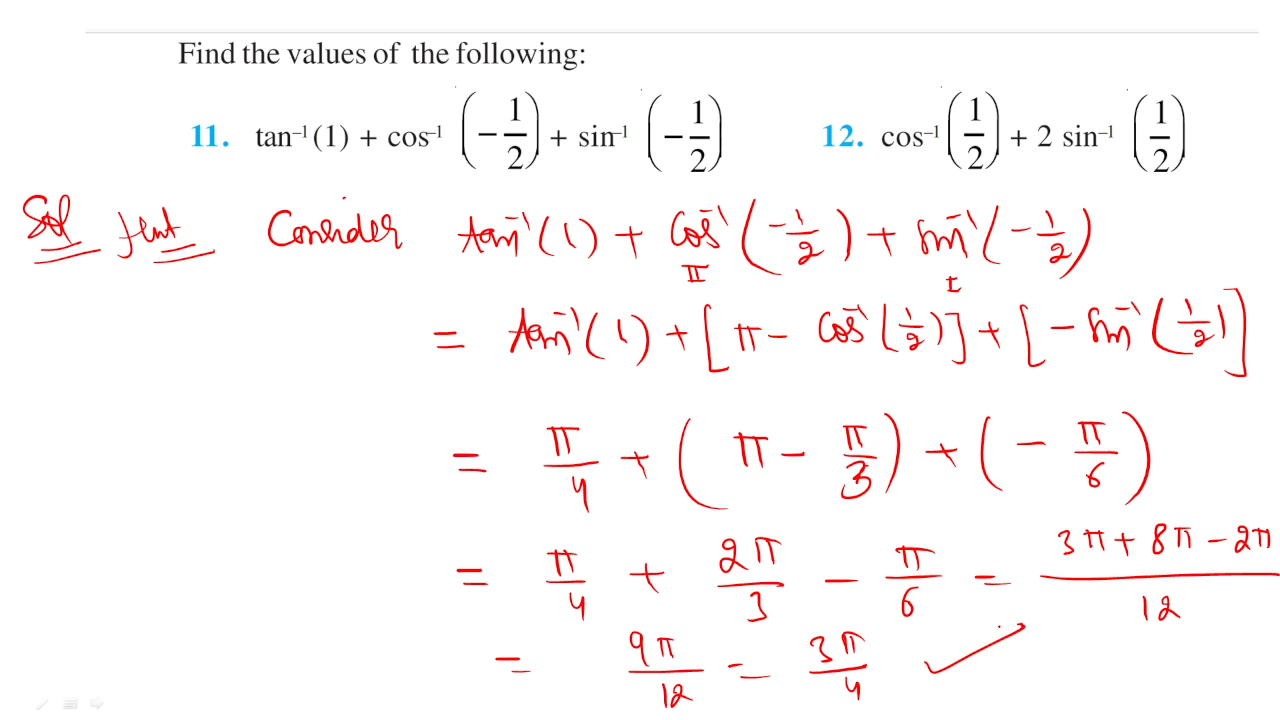 Find the values of the following:
11. tan⁻¹(1) + cos⁻¹ (−1/2) + sin⁻¹ (−1/2) 12. cos⁻¹ (1/2) + 2 sin⁻¹ (1/2)
Sol Consider tan⁻¹(1) + cos⁻¹(−1/2) + sin⁻¹(−1/2)
II I
= tan⁻¹(1) + [π − cos⁻¹(1/2)] + [− sin⁻¹(1/2)]
= π/4 + (π − π/3) + (− π/6)
= π/4 + 2π/3 − π/6 = 3π + 8π − 2π / 12
= 9π/12 = 3π/4